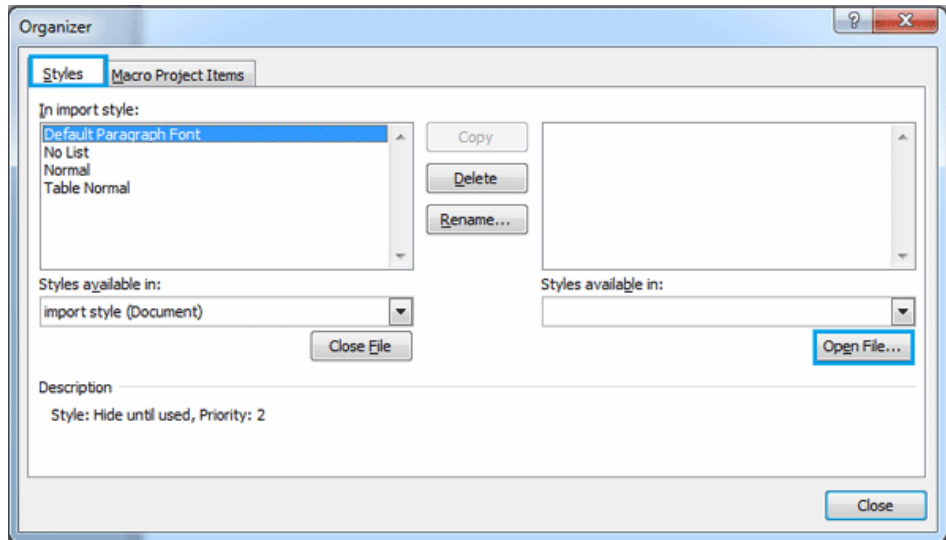 Organizer
Styles
Macro Project Items
In import style:
Default Paragraph Font
No List
Normal
Table Normal
Copy
Delete
Rename...
Styles available in:
import style (Document)
Close File
Styles available in:
Open File...
Description
Style: Hide until used, Priority: 2
Close